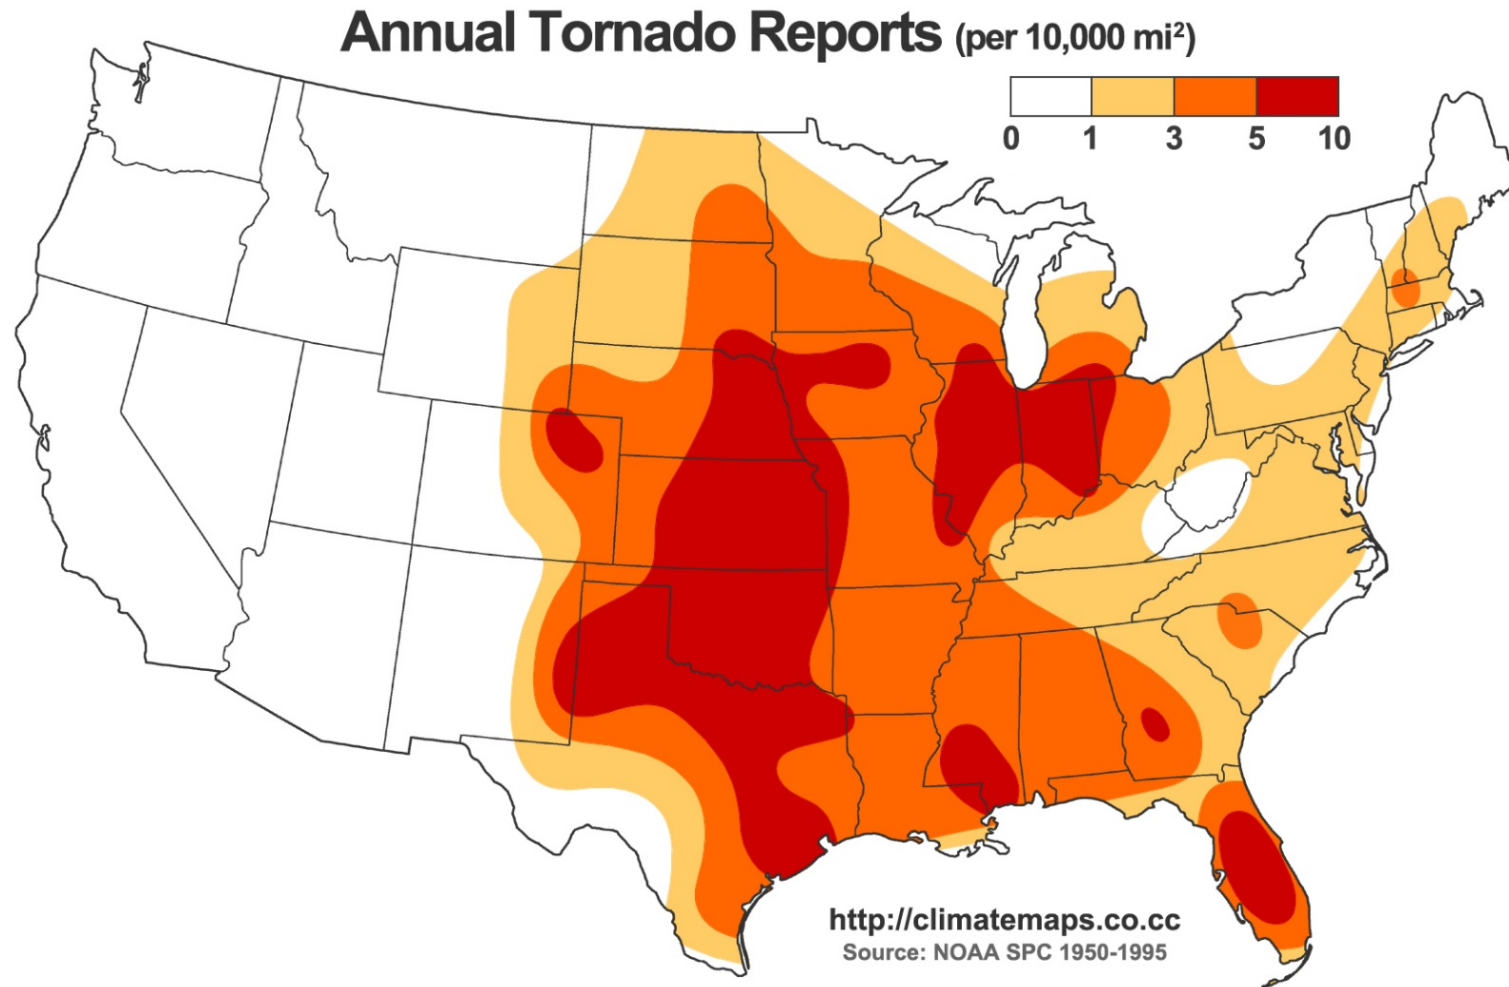 Annual Tornado Reports (per 10,000 mi²)
0 1 3 5 10
http://climatemaps.co.cc
Source: NOAA SPC 1950-1995